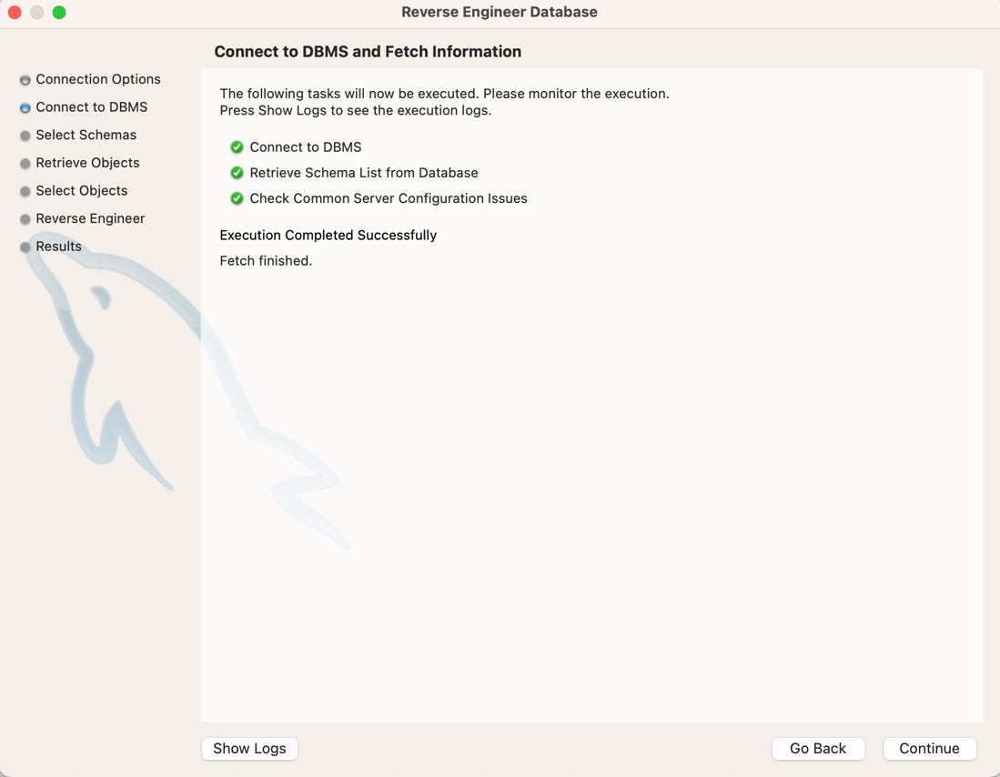 Reverse Engineer Database
Connect to DBMS and Fetch Information
Connection Options
Connect to DBMS
Select Schemas
Retrieve Objects
Select Objects
Reverse Engineer
Results
The following tasks will now be executed. Please monitor the execution.
Press Show Logs to see the execution logs.
Connect to DBMS
Retrieve Schema List from Database
Check Common Server Configuration Issues
Execution Completed Successfully
Fetch finished.
Show Logs
Go Back
Continue